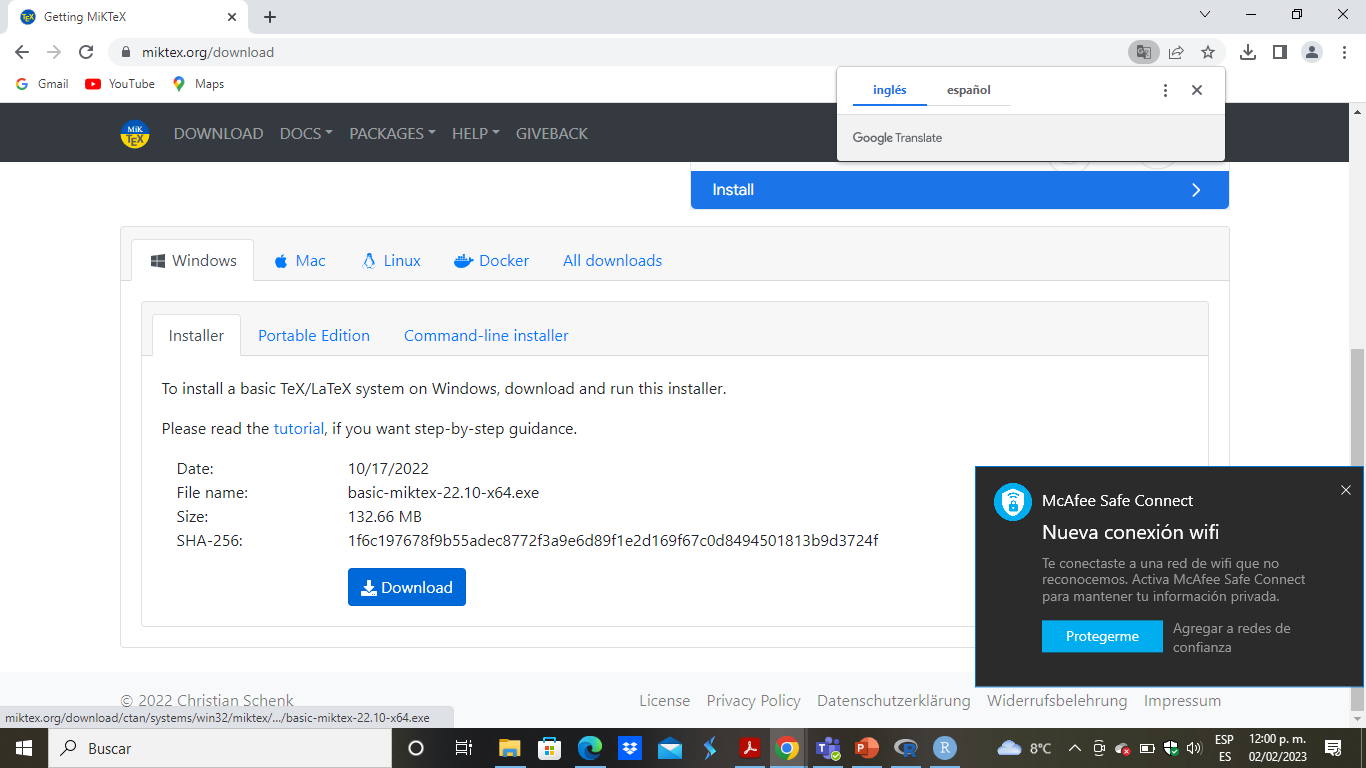 Getting MiKTeX
miktex.org/download
Gmail
YouTube
Maps
inglés
español
Google Translate
MiK
TEX
DOWNLOAD
DOCS
PACKAGES
HELP
GIVEBACK
Install
Windows
Mac
Linux
Docker
All downloads
Installer
Portable Edition
Command-line installer
To install a basic TeX/LaTeX system on Windows, download and run this installer.
Please read the tutorial, if you want step-by-step guidance.
Date: 10/17/2022
File name: basic-miktex-22.10-x64.exe
Size: 132.66 MB
SHA-256: 1f6c197678f9b55adec8772f3a9e6d89f1e2d169f67c0d8494501813b9d3724f
Download
McAfee Safe Connect
Nueva conexión wifi
Te conectaste a una red de wifi que no
reconocemos. Activa McAfee Safe Connect
para mantener tu información privada.
Protegerme
Agregar a redes de
confianza
© 2022 Christian Schenk
License
Privacy Policy
Datenschutzerklärung
Widerrufsbelehrung
Impressum
miktex.org/download/ctan/systems/win32/miktex/.../basic-miktex-22.10-x64.exe
Buscar
8°C
ESP
ES
12:00 p. m.
02/02/2023